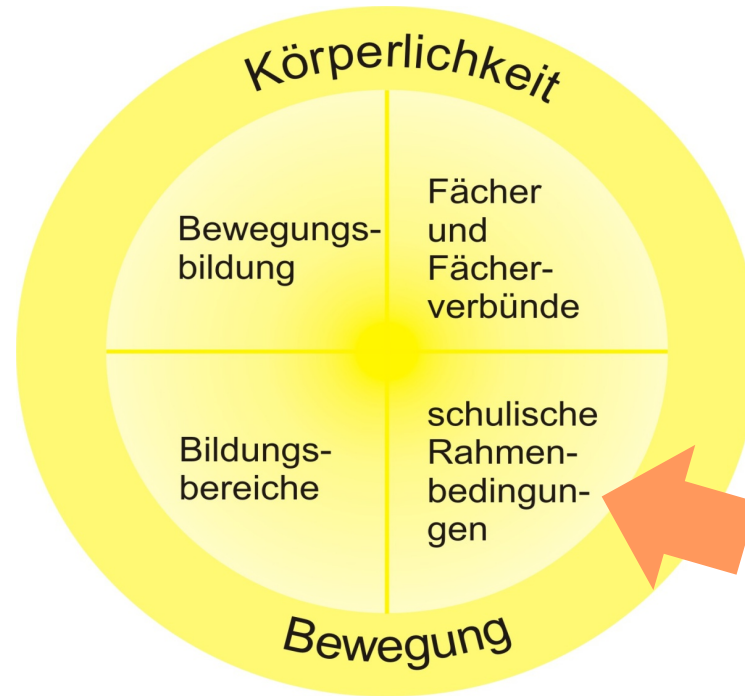 Körperlichkeit
Bewegungs-
bildung
Fächer
und
Fächer-
verbünde
Bildungs-
bereiche
schulische
Rahmen-
bedingun-
gen
Bewegung